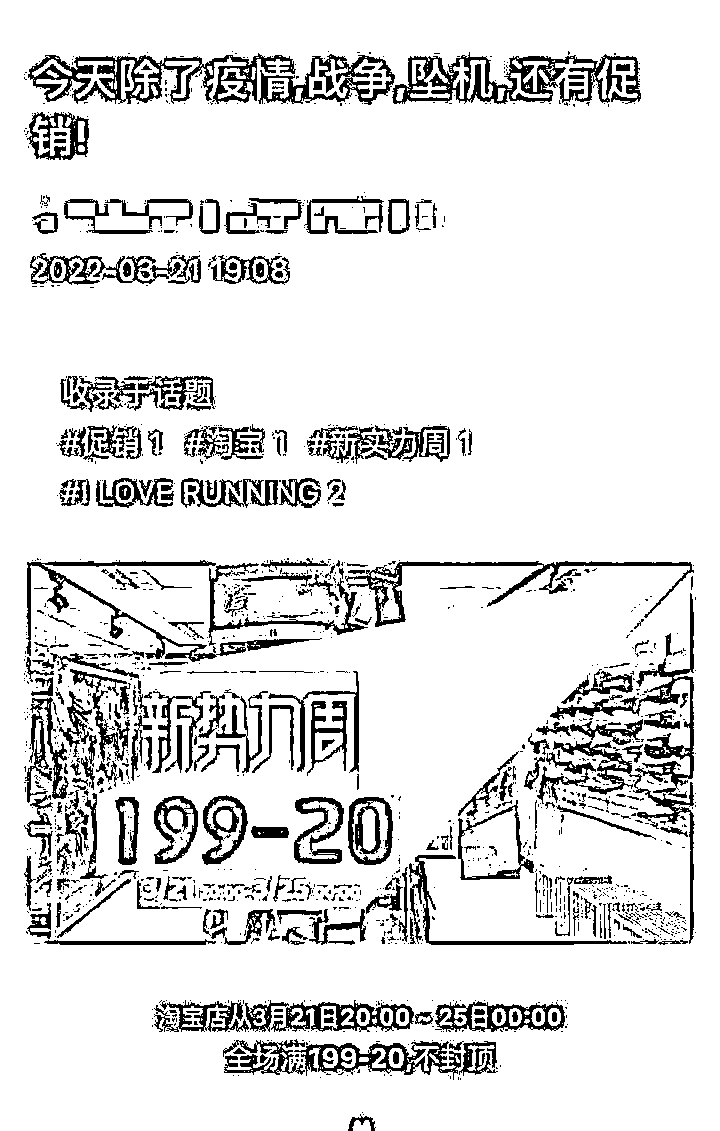 今天除了疫情,战争,坠机,还有促
销!
2022-03-21 19:08
收录于话题
#促销 1 #淘宝 1 #新实力周 1
#I LOVE RUNNING 2
新势力周
199-20
3/21 20:00-3/25 00:00
淘宝店从3月21日20:00 ~ 25日00:00
全场满199-20,不封顶